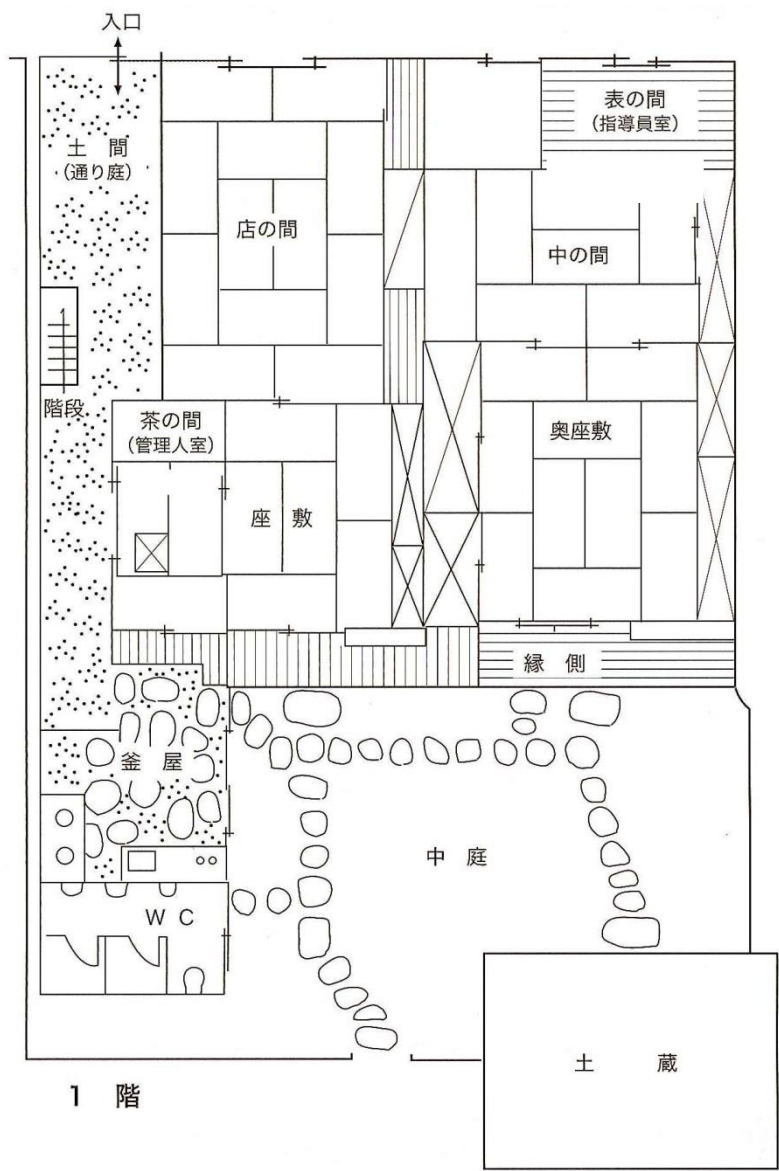 入口
土間
(通り庭)
店の間
表の間
(指導員室)
中の間
階段
茶の間
(管理人室)
座敷
奥座敷
縁側
釜屋
中庭
WC
土蔵
1 階